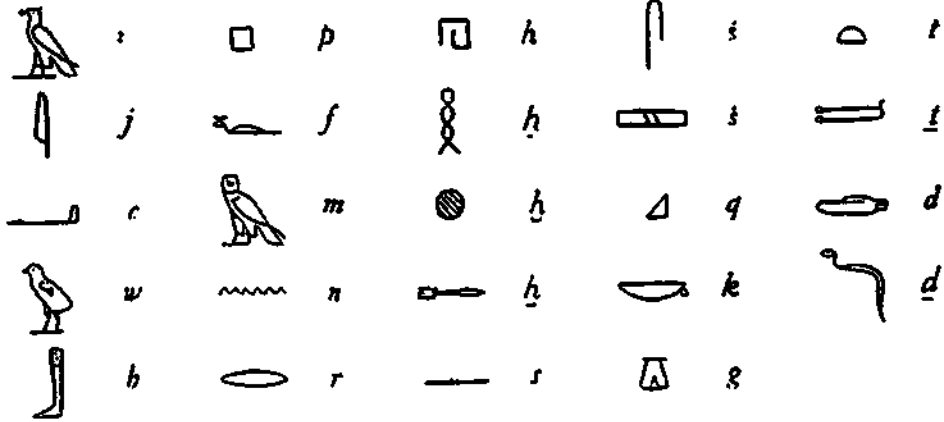 𓄿 ꜣ 𓊪 p 𓉔 h 𓋴 ś 𓏏 t
𓇋 j 𓆑 f 𓎛 ḥ 𓈙 š 𓍿 ṯ
𓂝 ꜥ 𓅓 m 𓐍 ḫ 𓈎 q 𓂧 d
𓅱 w 𓈖 n 𓄡 ẖ 𓎡 k 𓆓 ḏ
𓃀 b 𓂋 r 𓊃 s 𓎼 g